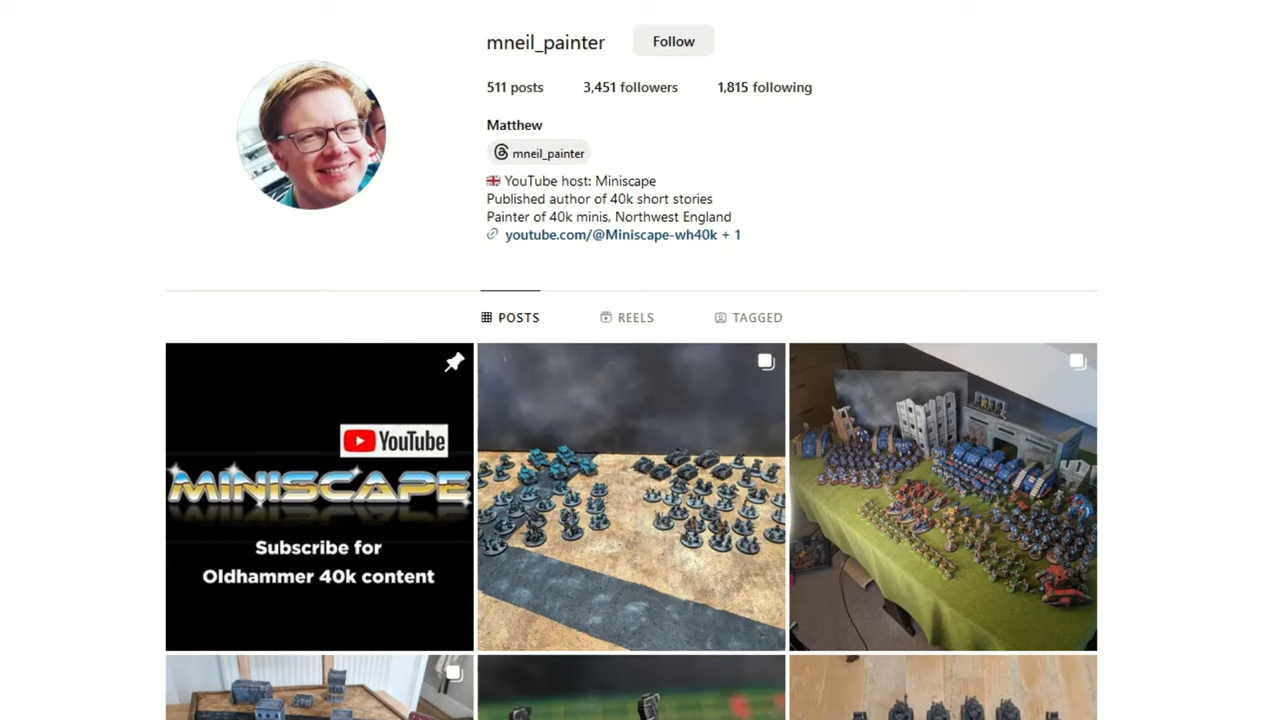 mneil_painter Follow
511 posts 3,451 followers 1,815 following
Matthew
mneil_painter
YouTube host: Miniscape
Published author of 40k short stories
Painter of 40k minis, Northwest England
youtube.com/@Miniscape-wh40k + 1
POSTS REELS TAGGED
YouTube
MINISCAPE
Subscribe for
Oldhammer 40k content